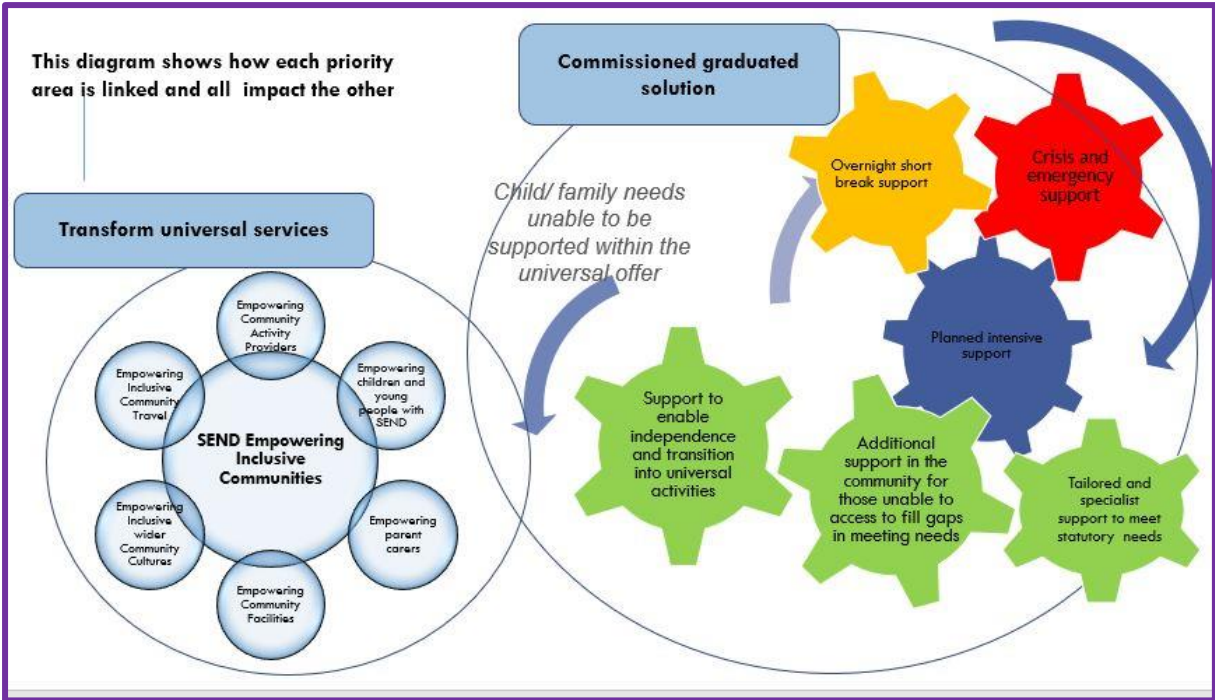 This diagram shows how each priority
area is linked and all impact the other
Transform universal services
Empowering
Community
Activity
Providers
Empowering
children and
young
people with
SEND
Empowering
Inclusive
Community
Travel
SEND Empowering
Inclusive
Communities
Empowering
Inclusive
wider
Community
Cultures
Empowering
parent
carers
Empowering
Community
Facilities
Commissioned graduated
solution
Child/ family needs
unable to be
supported within the
universal offer
Overnight short
break support
Crisis and
emergency
support
Planned intensive
support
Support to
enable
independence
and transition
into universal
activities
Additional
support in the
community for
those unable to
access to fill gaps
in meeting needs
Tailored and
specialist
support to meet
statutory needs